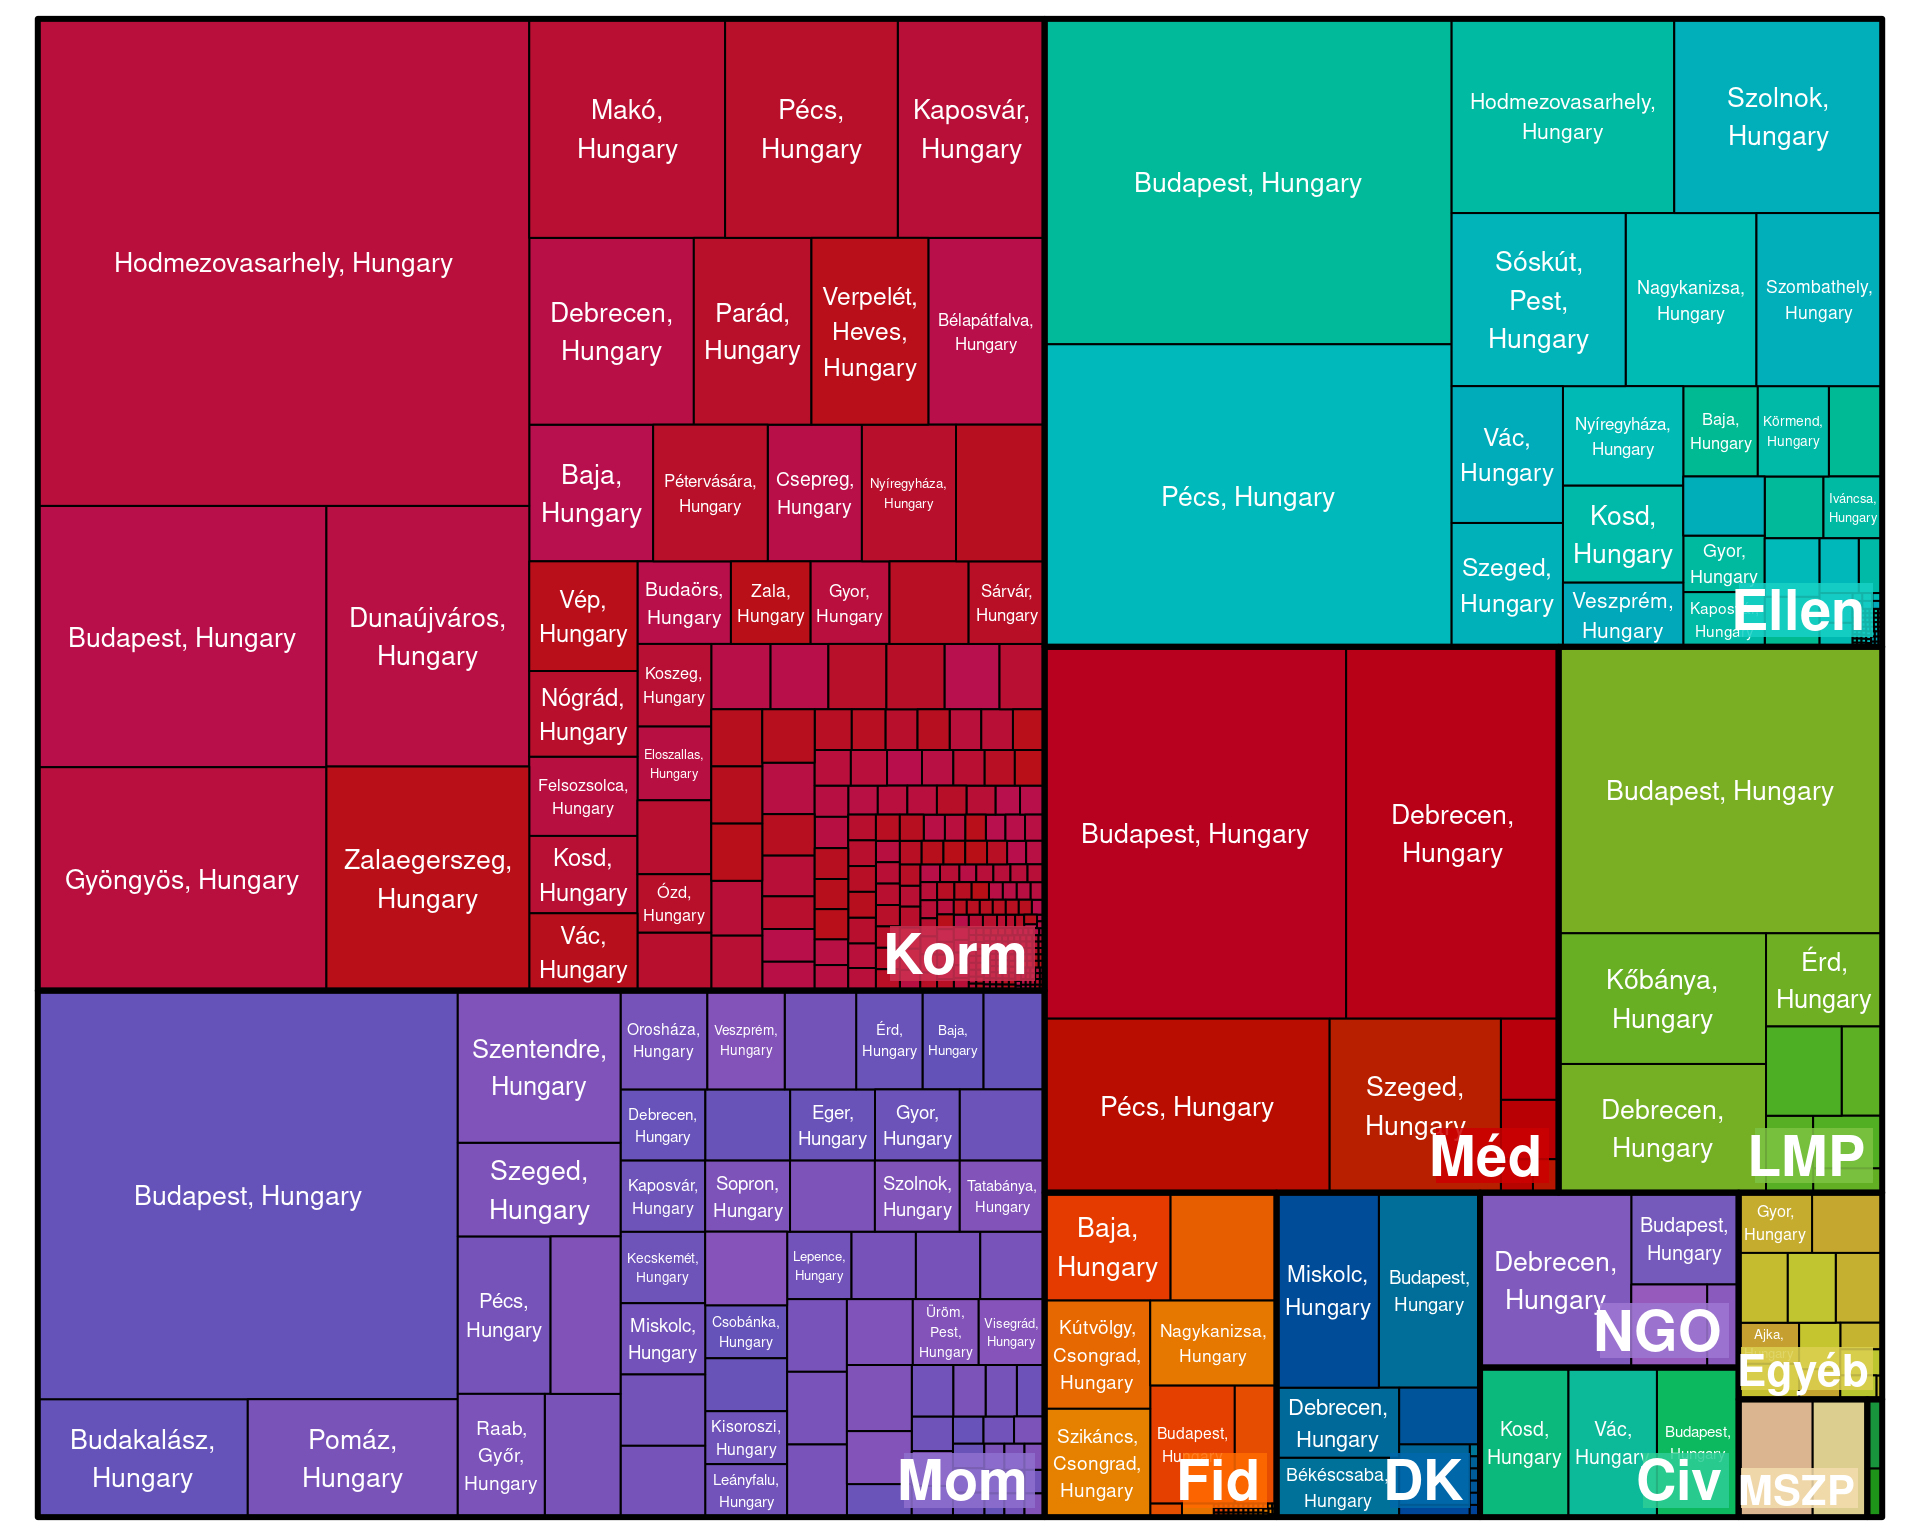 Hodmezovasarhely, Hungary
Makó,
Hungary
Pécs,
Hungary
Kaposvár,
Hungary
Debrecen,
Hungary
Parád,
Hungary
Verpelét,
Heves,
Hungary
Bélapátfalva,
Hungary
Baja,
Hungary
Pétervására,
Hungary
Csepreg,
Hungary
Nyíregyháza,
Hungary
Budapest, Hungary
Dunaújváros,
Hungary
Gyöngyös, Hungary
Zalaegerszeg,
Hungary
Vép,
Hungary
Budaörs,
Hungary
Zala,
Hungary
Gyor,
Hungary
Sárvár,
Hungary
Nógrád,
Hungary
Koszeg,
Hungary
Felsozsolca,
Hungary
Eloszallas,
Hungary
Kosd,
Hungary
Ózd,
Hungary
Vác,
Hungary
Korm
Budapest, Hungary
Pécs, Hungary
Hodmezovasarhely,
Hungary
Szolnok,
Hungary
Sóskút,
Pest,
Hungary
Nagykanizsa,
Hungary
Szombathely,
Hungary
Vác,
Hungary
Nyíregyháza,
Hungary
Baja,
Hungary
Körmend,
Hungary
Iváncsa,
Hungary
Kosd,
Hungary
Szeged,
Hungary
Gyor,
Hungary
Veszprém,
Hungary
Hungary
Ellen
Budapest, Hungary
Debrecen,
Hungary
Pécs, Hungary
Szeged,
Hungary
Méd
Budapest, Hungary
Kőbánya,
Hungary
Érd,
Hungary
Debrecen,
Hungary
LMP
Budapest, Hungary
Budakalász,
Hungary
Pomáz,
Hungary
Szentendre,
Hungary
Szeged,
Hungary
Pécs,
Hungary
Raab,
Győr,
Hungary
Orosháza,
Hungary
Veszprém,
Hungary
Érd,
Hungary
Baja,
Hungary
Debrecen,
Hungary
Eger,
Hungary
Gyor,
Hungary
Kaposvár,
Hungary
Sopron,
Hungary
Szolnok,
Hungary
Tatabánya,
Hungary
Kecskemét,
Hungary
Lepence,
Hungary
Miskolc,
Hungary
Csobánka,
Hungary
Üröm,
Pest,
Hungary
Visegrád,
Hungary
Kisoroszi,
Hungary
Leányfalu,
Hungary
Mom
Baja,
Hungary
Kútvölgy,
Csongrad,
Hungary
Nagykanizsa,
Hungary
Szikáncs,
Csongrad,
Hungary
Budapest,
Hungary
Fid
Miskolc,
Hungary
Budapest,
Hungary
Debrecen,
Hungary
Békéscsaba,
Hungary
DK
Debrecen,
Hungary
Budapest,
Hungary
NGO
Kosd,
Hungary
Vác,
Hungary
Budapest,
Hungary
Civ
Gyor,
Hungary
Ajka,
Egyéb
MSZP